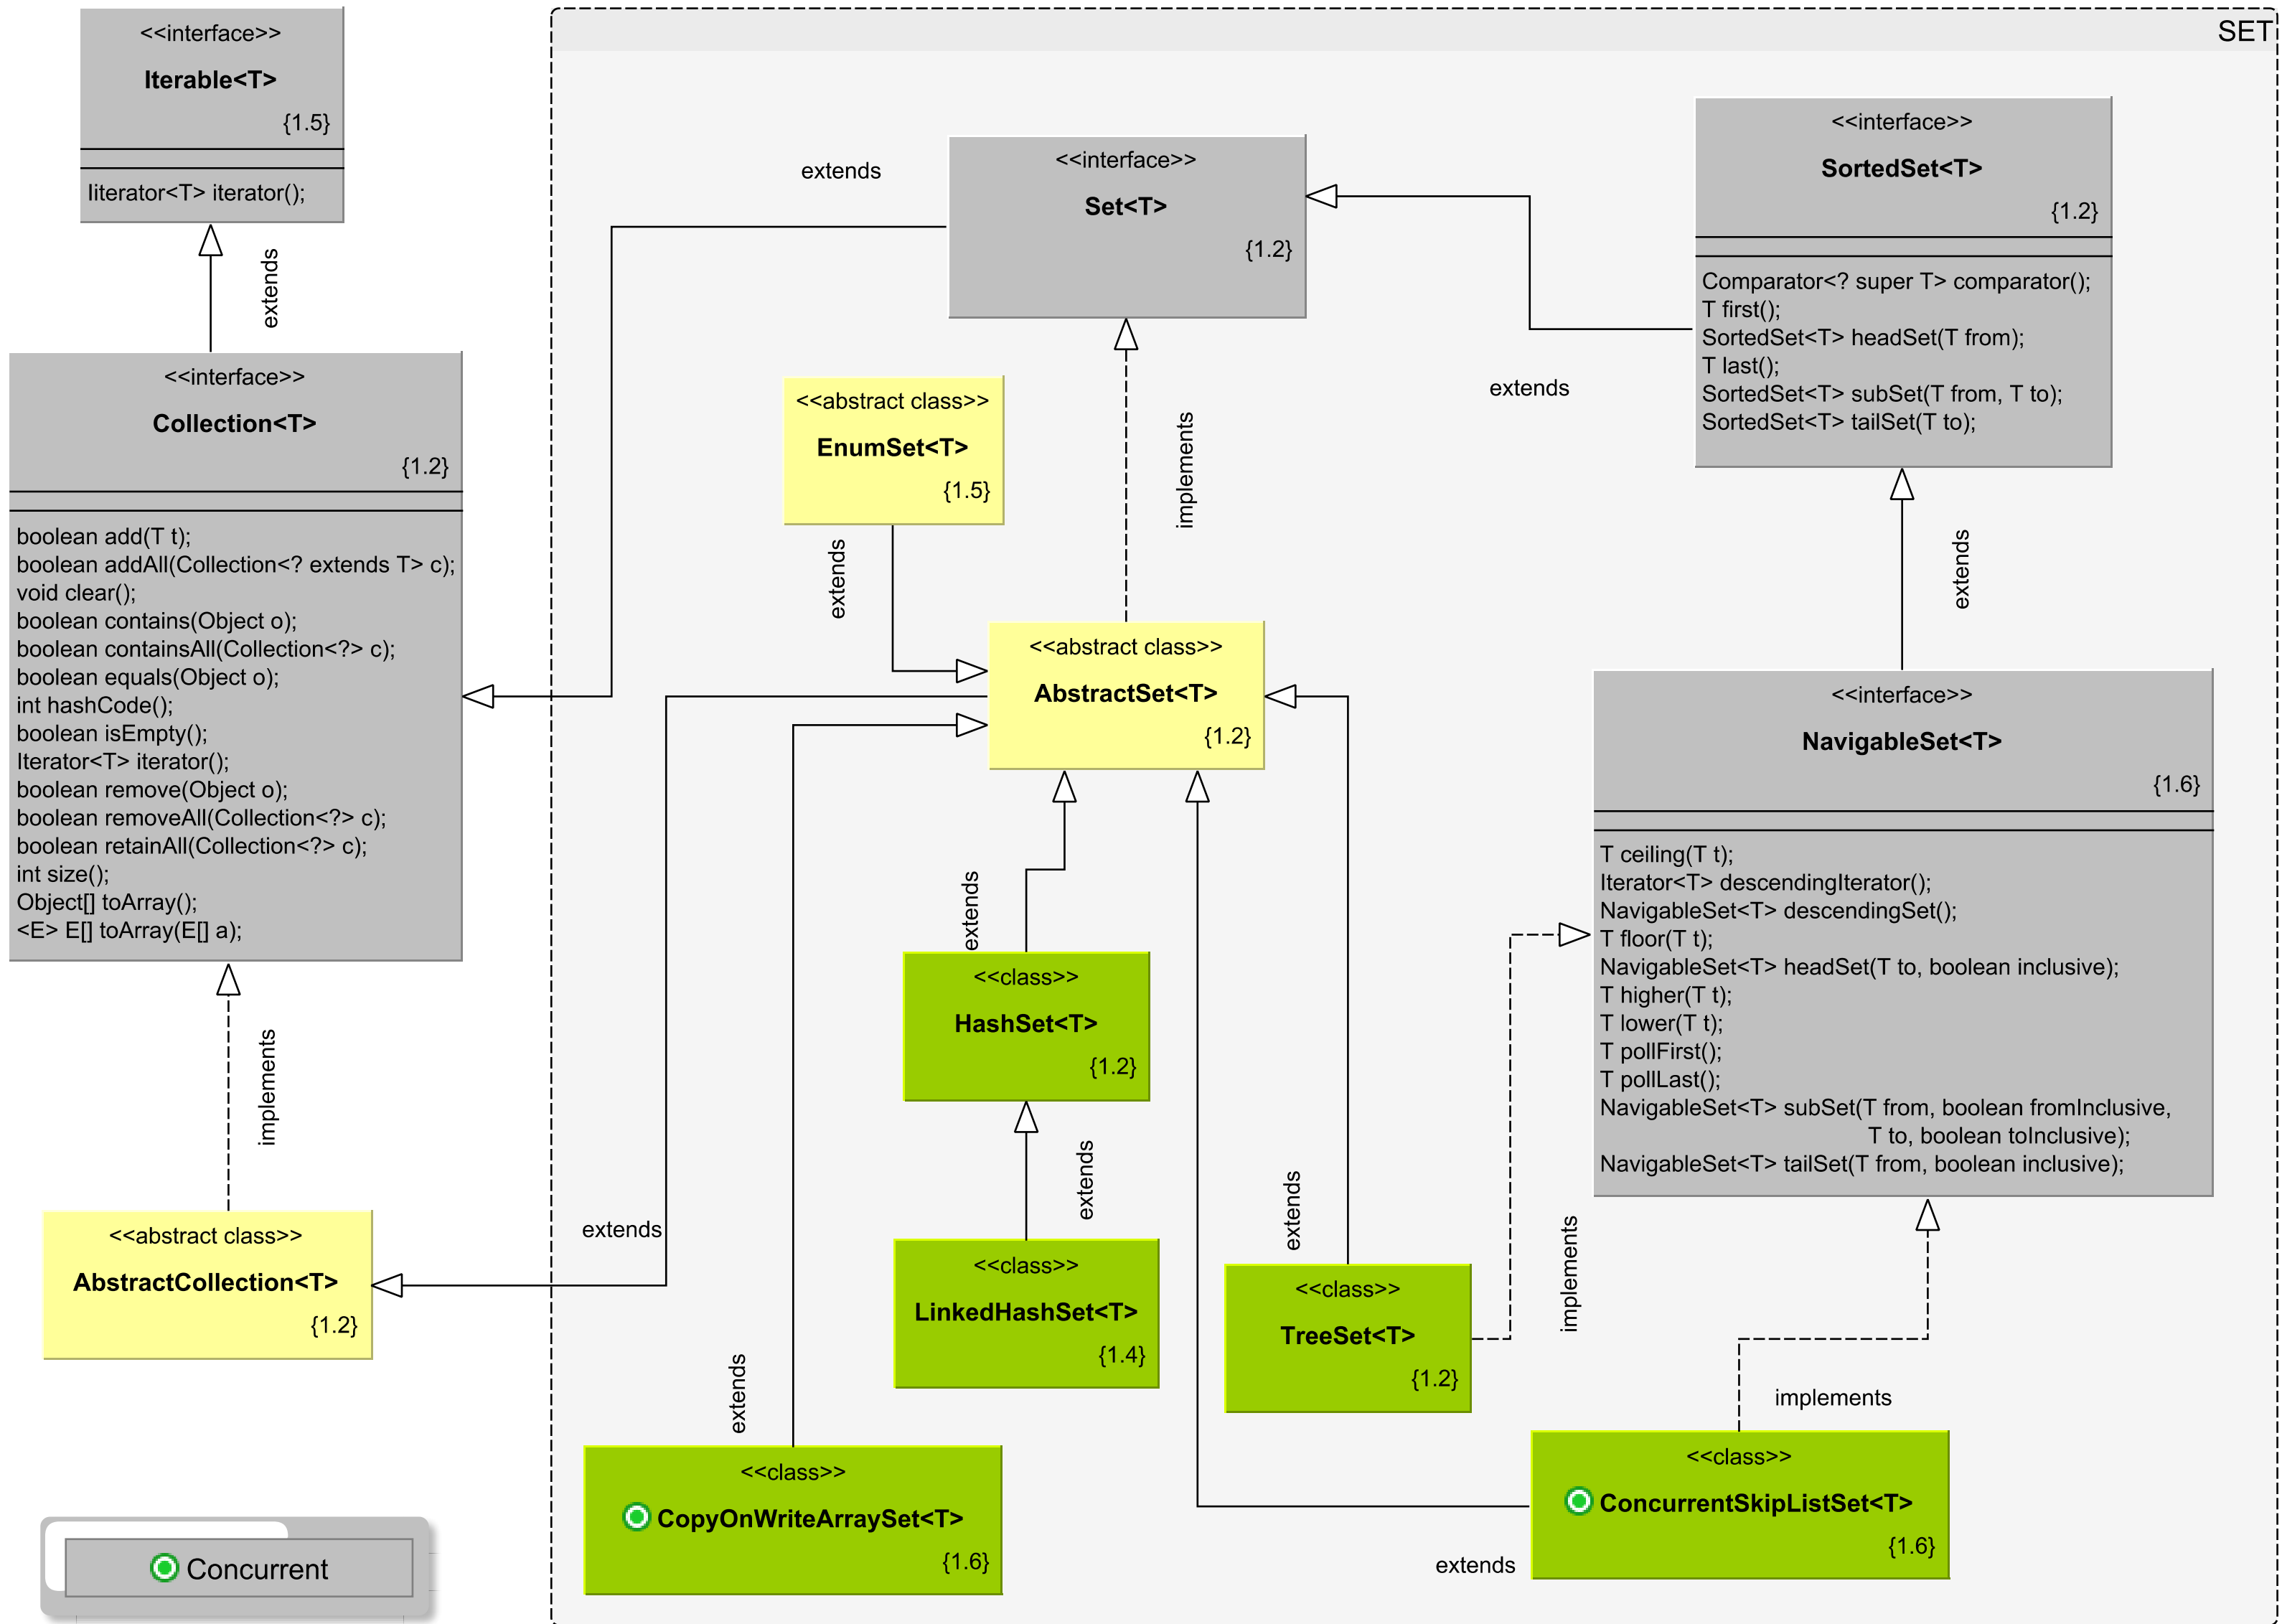 <<interface>>
Iterable<T>
{1.5}
Iiterator<T> iterator();
extends
<<interface>>
Collection<T>
{1.2}
boolean add(T t);
boolean addAll(Collection<? extends T> c);
void clear();
boolean contains(Object o);
boolean containsAll(Collection<?> c);
boolean equals(Object o);
int hashCode();
boolean isEmpty();
Iterator<T> iterator();
boolean remove(Object o);
boolean removeAll(Collection<?> c);
boolean retainAll(Collection<?> c);
int size();
Object[] toArray();
<E> E[] toArray(E[] a);
implements
<<abstract class>>
AbstractCollection<T>
{1.2}
Concurrent
SET
extends
<<interface>>
Set<T>
{1.2}
extends
<<interface>>
SortedSet<T>
{1.2}
Comparator<? super T> comparator();
T first();
SortedSet<T> headSet(T from);
T last();
SortedSet<T> subSet(T from, T to);
SortedSet<T> tailSet(T to);
<<abstract class>>
EnumSet<T>
{1.5}
extends
implements
extends
<<abstract class>>
AbstractSet<T>
{1.2}
<<interface>>
NavigableSet<T>
{1.6}
T ceiling(T t);
Iterator<T> descendingIterator();
NavigableSet<T> descendingSet();
T floor(T t);
NavigableSet<T> headSet(T to, boolean inclusive);
T higher(T t);
T lower(T t);
T pollFirst();
T pollLast();
NavigableSet<T> subSet(T from, boolean fromInclusive,
T to, boolean toInclusive);
NavigableSet<T> tailSet(T from, boolean inclusive);
extends
<<class>>
HashSet<T>
{1.2}
extends
extends
<<class>>
LinkedHashSet<T>
{1.4}
extends
<<class>>
TreeSet<T>
{1.2}
implements
extends
<<class>>
CopyOnWriteArraySet<T>
{1.6}
implements
<<class>>
ConcurrentSkipListSet<T>
{1.6}
extends